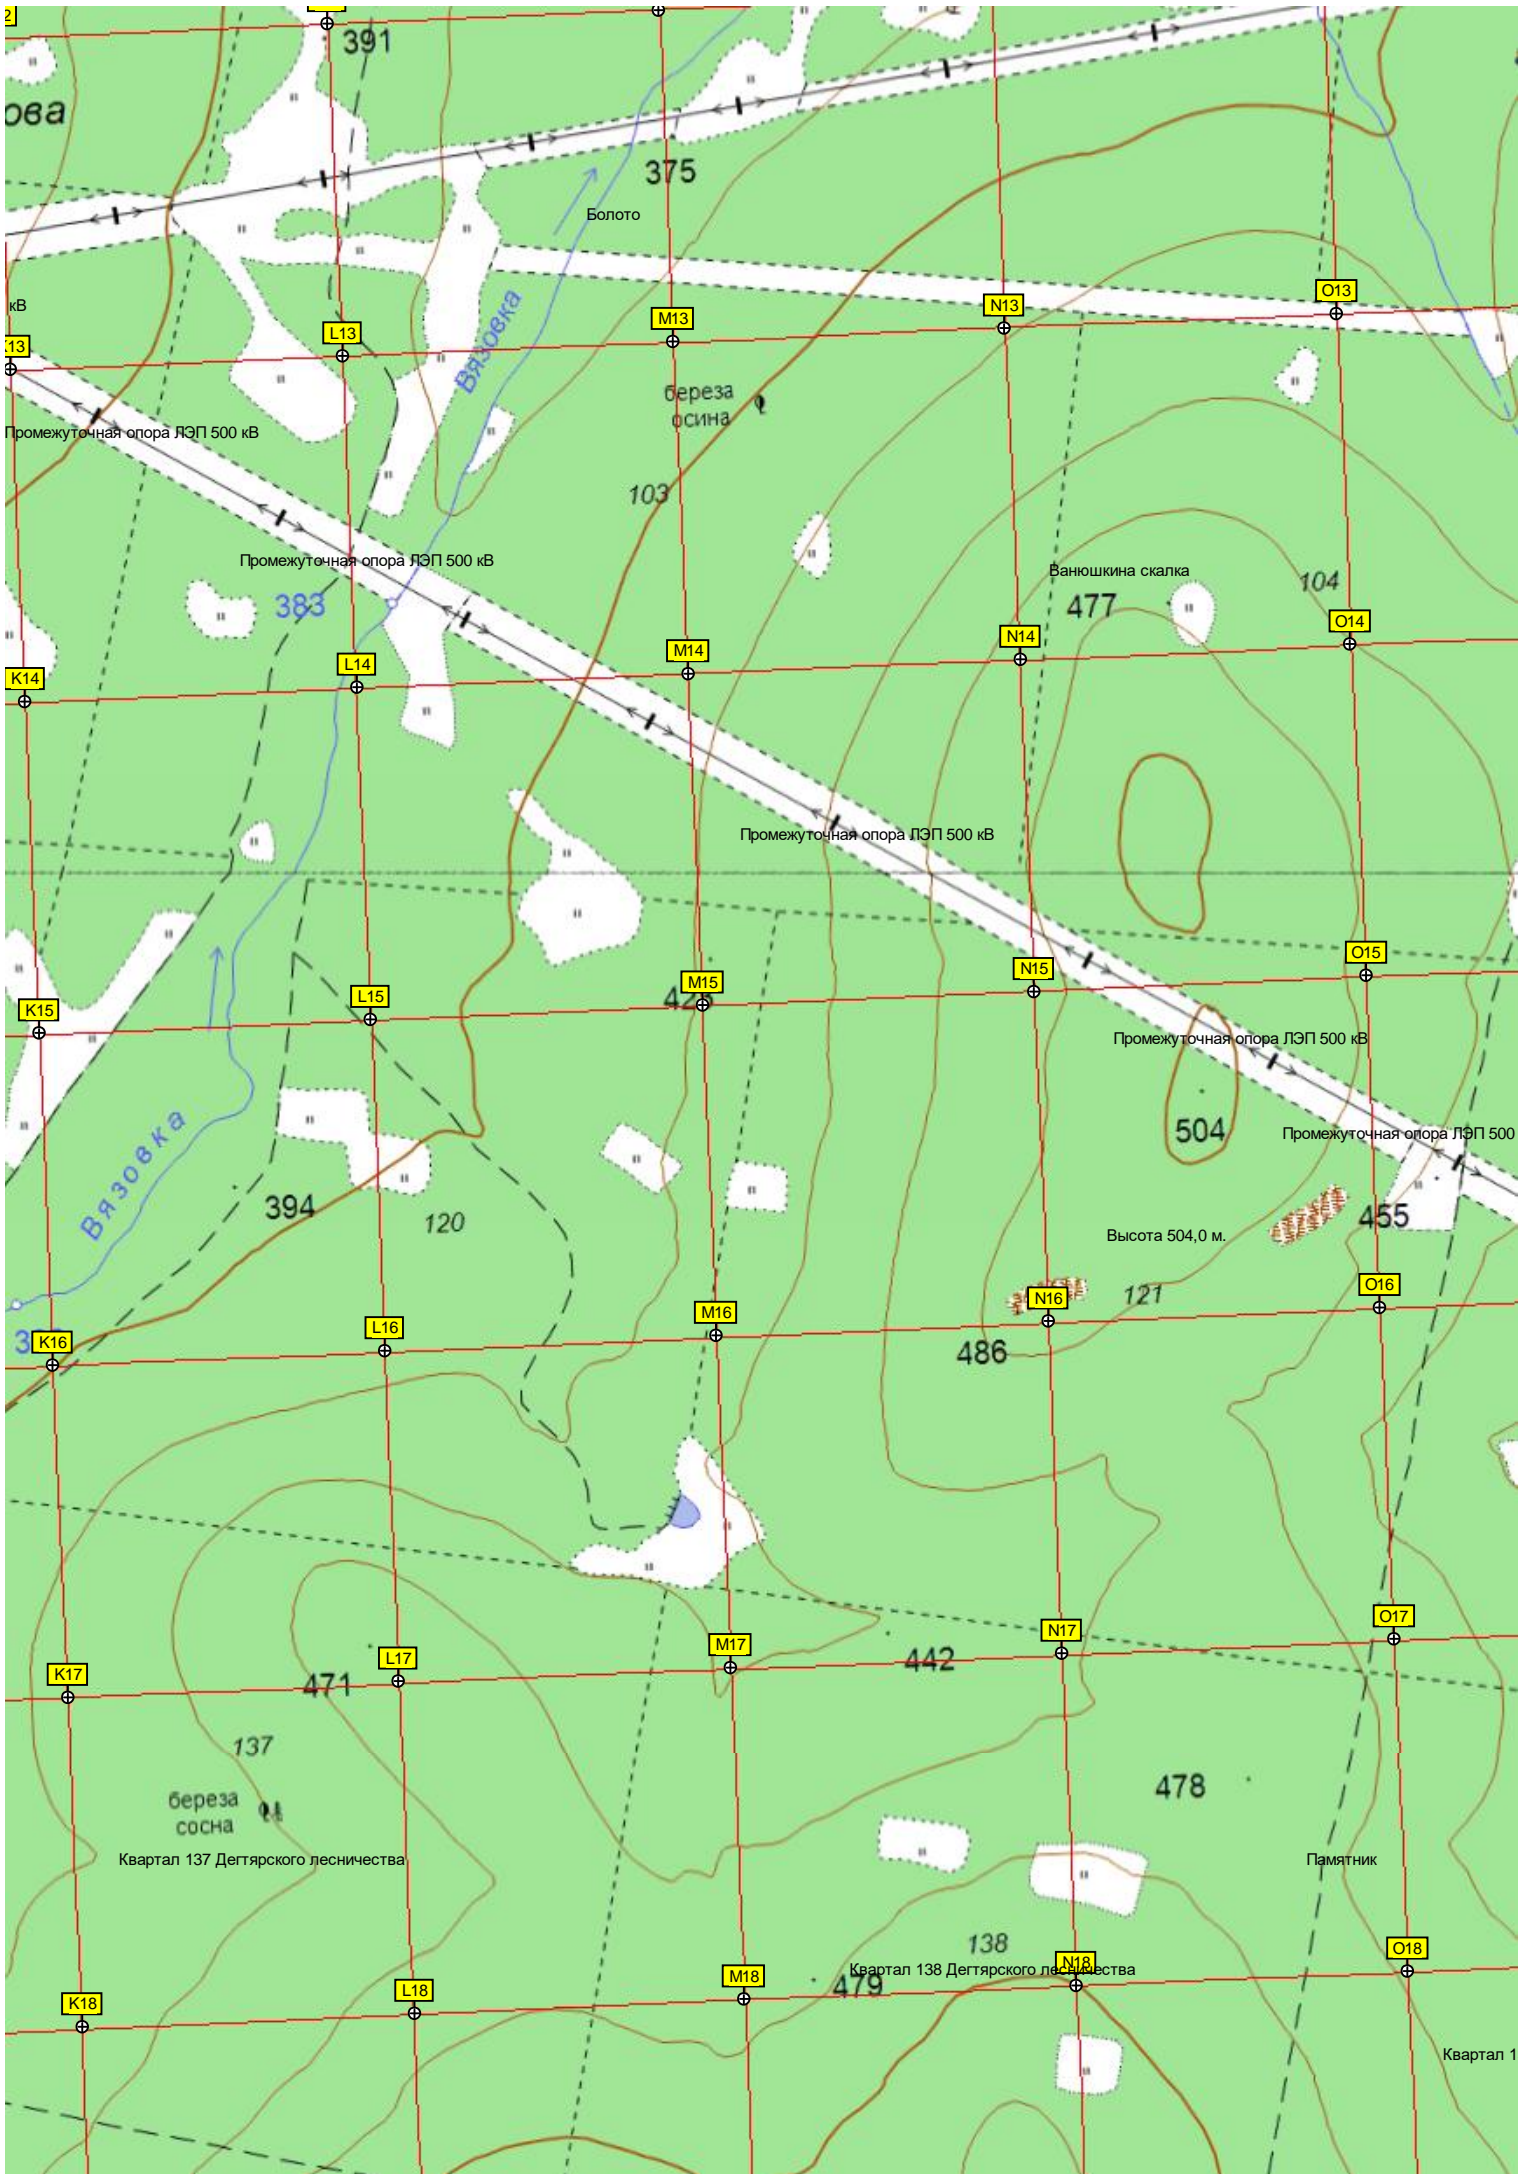 391
ова
375
Болото
Вязовка
кВ
O13
N13
M13
L13
береза
осина
Промежуточная опора ЛЭП 500 кВ
103
Промежуточная опора ЛЭП 500 кВ
Ванюшкина скалка
104
383
477
O14
N14
M14
L14
K14
Промежуточная опора ЛЭП 500 кВ
O15
N15
M15
L15
K15
Промежуточная опора ЛЭП 500 кВ
504
Промежуточная опора ЛЭП 500
Вязовка
394
120
455
Высота 504,0 м.
121
O16
N16
M16
L16
K16
486
O17
N17
M17
L17
K17
442
471
137
478
береза
сосна
Квартал 137 Дегтярского лесничества
Памятник
138
O18
N18
Квартал 138 Дегтярского лесничества
M18
479
L18
K18
Квартал 1